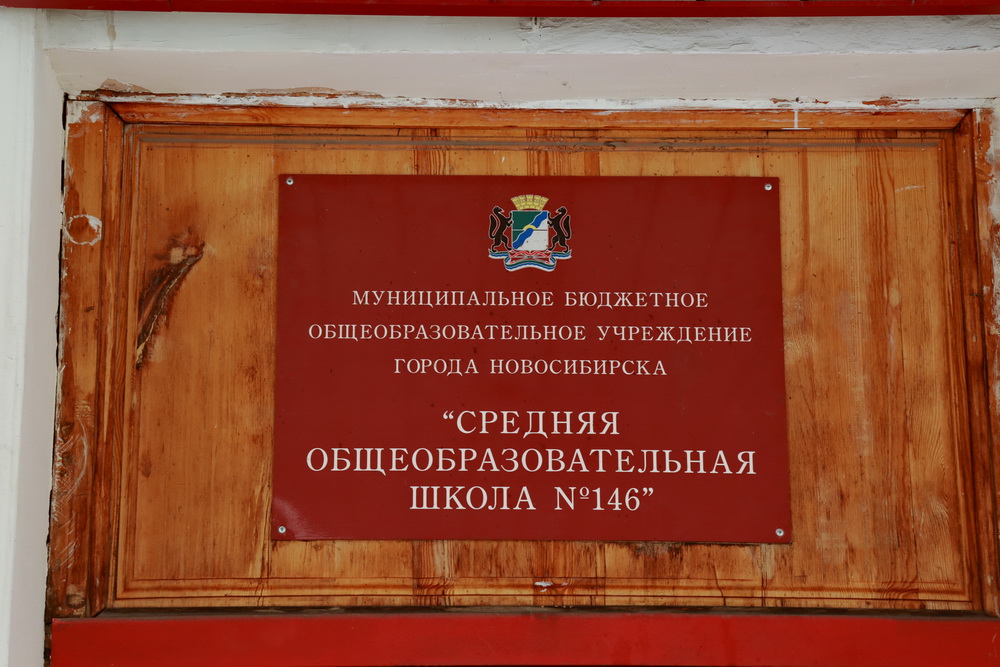 МУНИЦИПАЛЬНОЕ БЮДЖЕТНОЕ
ОБЩЕОБРАЗОВАТЕЛЬНОЕ УЧРЕЖДЕНИЕ
ГОРОДА НОВОСИБИРСКА
“СРЕДНЯЯ
ОБЩЕОБРАЗОВАТЕЛЬНАЯ
ШКОЛА №146”